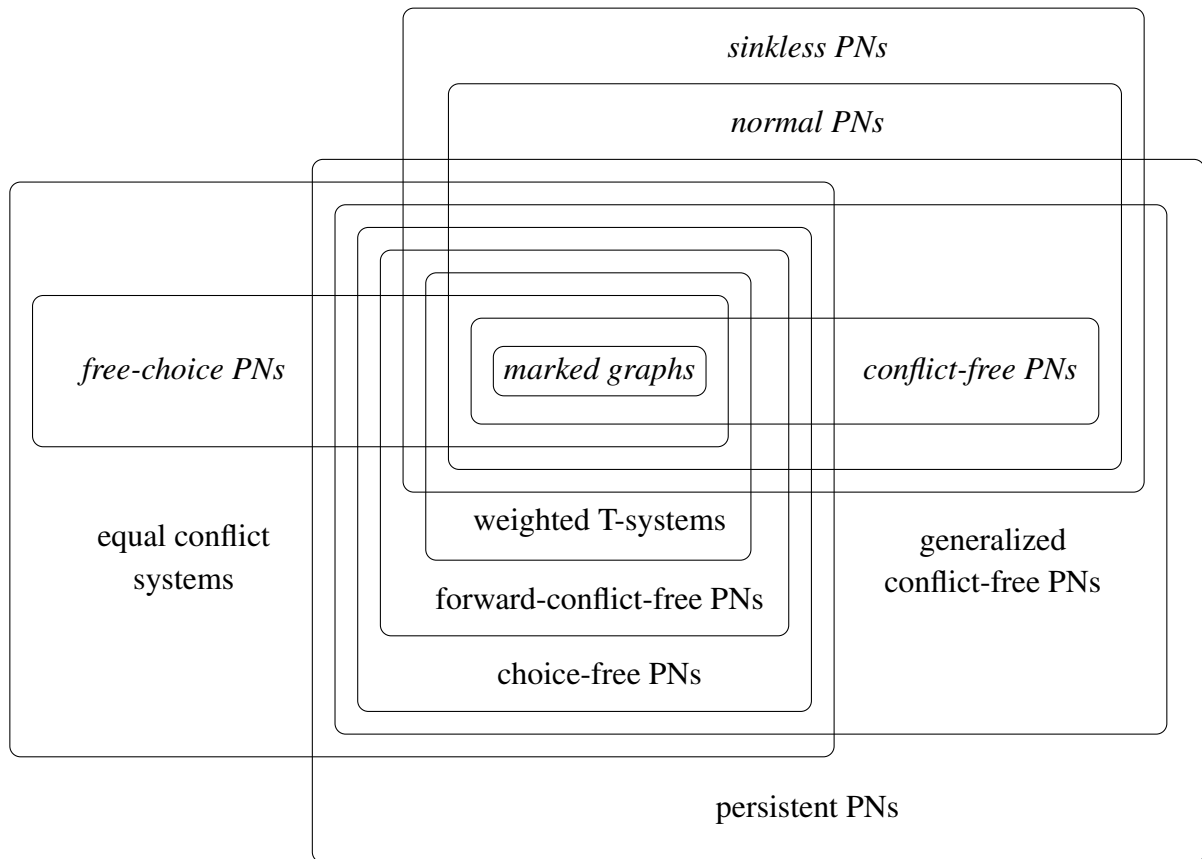 sinkless PNs
normal PNs
free-choice PNs
marked graphs
conflict-free PNs
weighted T-systems
equal conflict
systems
generalized
conflict-free PNs
forward-conflict-free PNs
choice-free PNs
persistent PNs